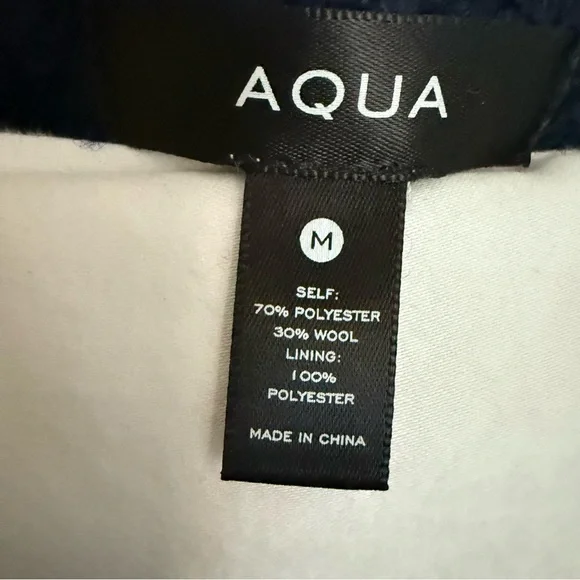 AQUA
M
SELF:
70% POLYESTER
30% WOOL
LINING:
100%
POLYESTER
MADE IN CHINA